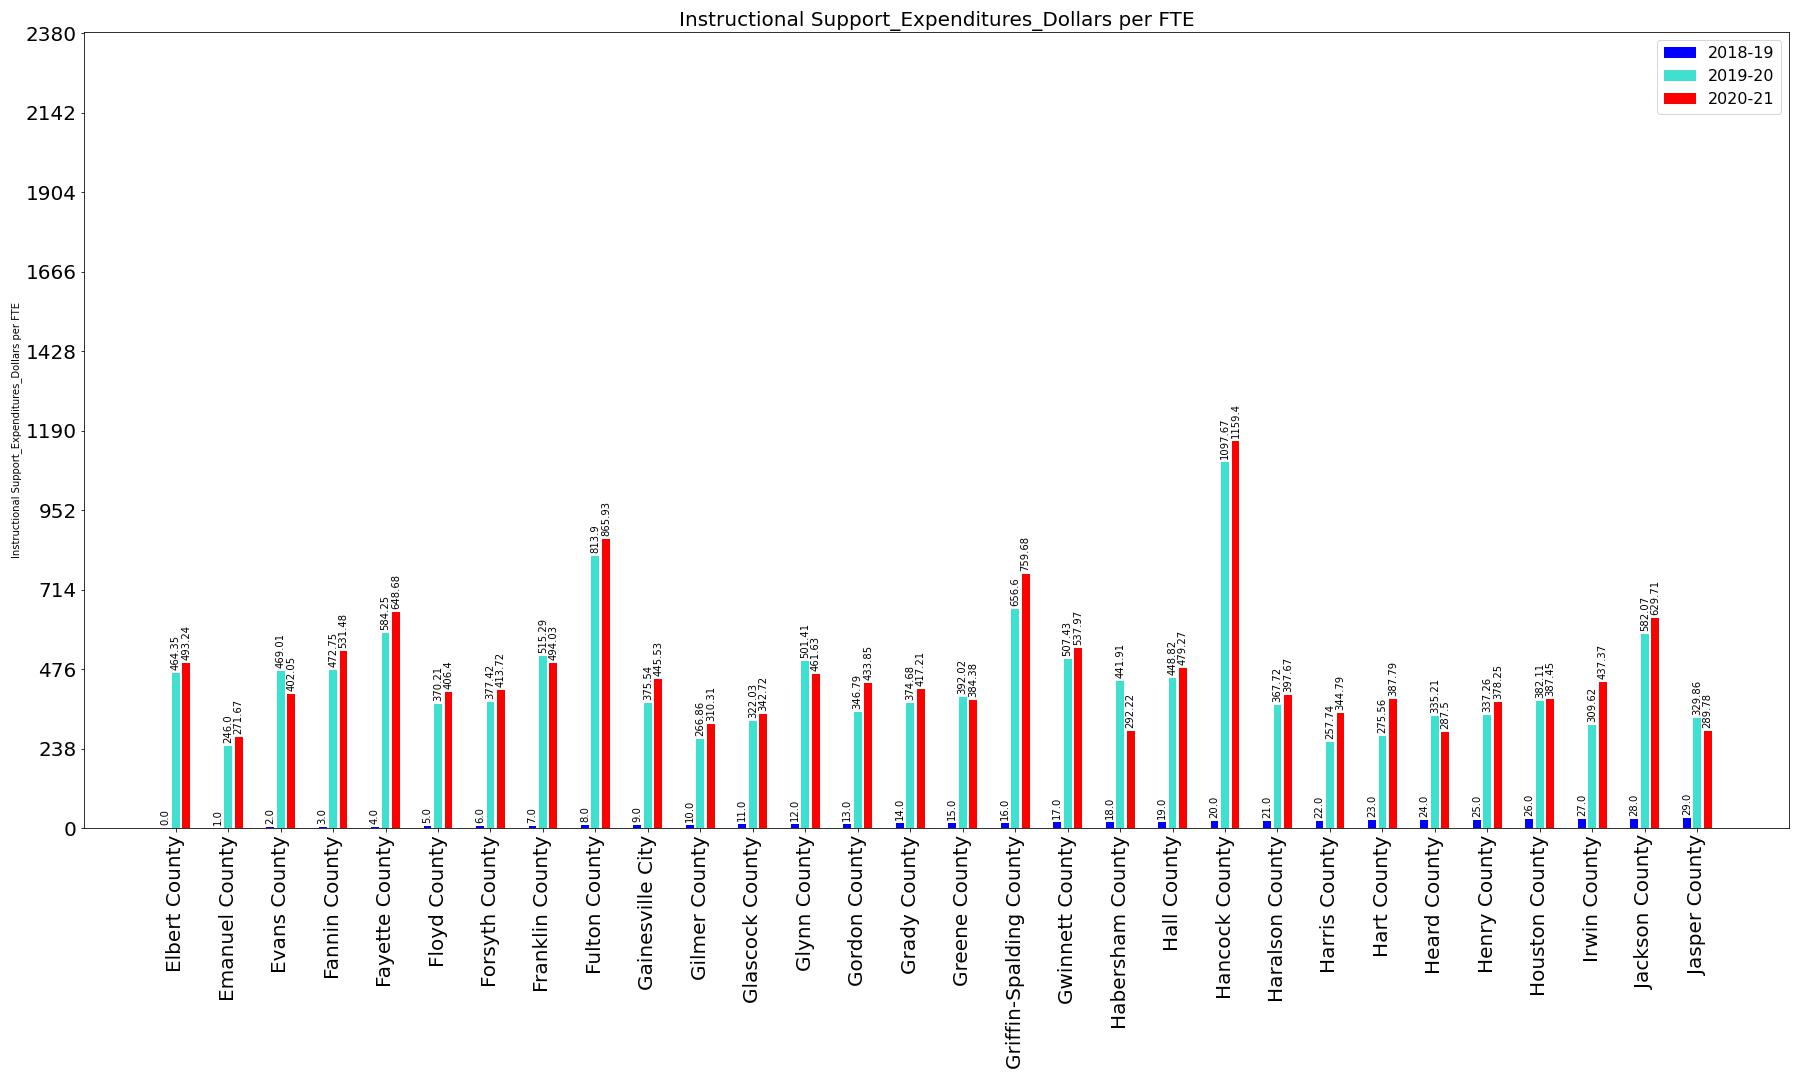 Instructional Support_Expenditures_Dollars per FTE
2018-19
2019-20
2020-21
Instructional Support_Expenditures_Dollars per FTE
2380
2142
1904
1666
1428
1190
952
714
476
238
0
0.0 464.35 493.24
1.0 246.0 271.67
2.0 469.01 402.05
3.0 472.75 531.48
4.0 584.25 648.68
5.0 370.21 406.4
6.0 377.42 413.72
7.0 515.29 494.03
8.0 813.9 865.93
9.0 375.54 445.53
10.0 266.86 310.31
11.0 322.03 342.72
12.0 501.41 461.63
13.0 346.79 433.85
14.0 374.68 417.21
15.0 392.02 384.38
16.0 656.6 759.68
17.0 507.43 537.97
18.0 441.91 292.22
19.0 448.82 479.27
20.0 1097.67 1159.4
21.0 367.72 397.67
22.0 257.74 344.79
23.0 275.56 387.79
24.0 335.21 287.5
25.0 337.26 378.25
26.0 382.11 387.45
27.0 309.62 437.37
28.0 582.07 629.71
29.0 329.86 289.78
Elbert County
Emanuel County
Evans County
Fannin County
Fayette County
Floyd County
Forsyth County
Franklin County
Fulton County
Gainesville City
Gilmer County
Glascock County
Glynn County
Gordon County
Grady County
Greene County
Griffin-Spalding County
Gwinnett County
Habersham County
Hall County
Hancock County
Haralson County
Harris County
Hart County
Heard County
Henry County
Houston County
Irwin County
Jackson County
Jasper County